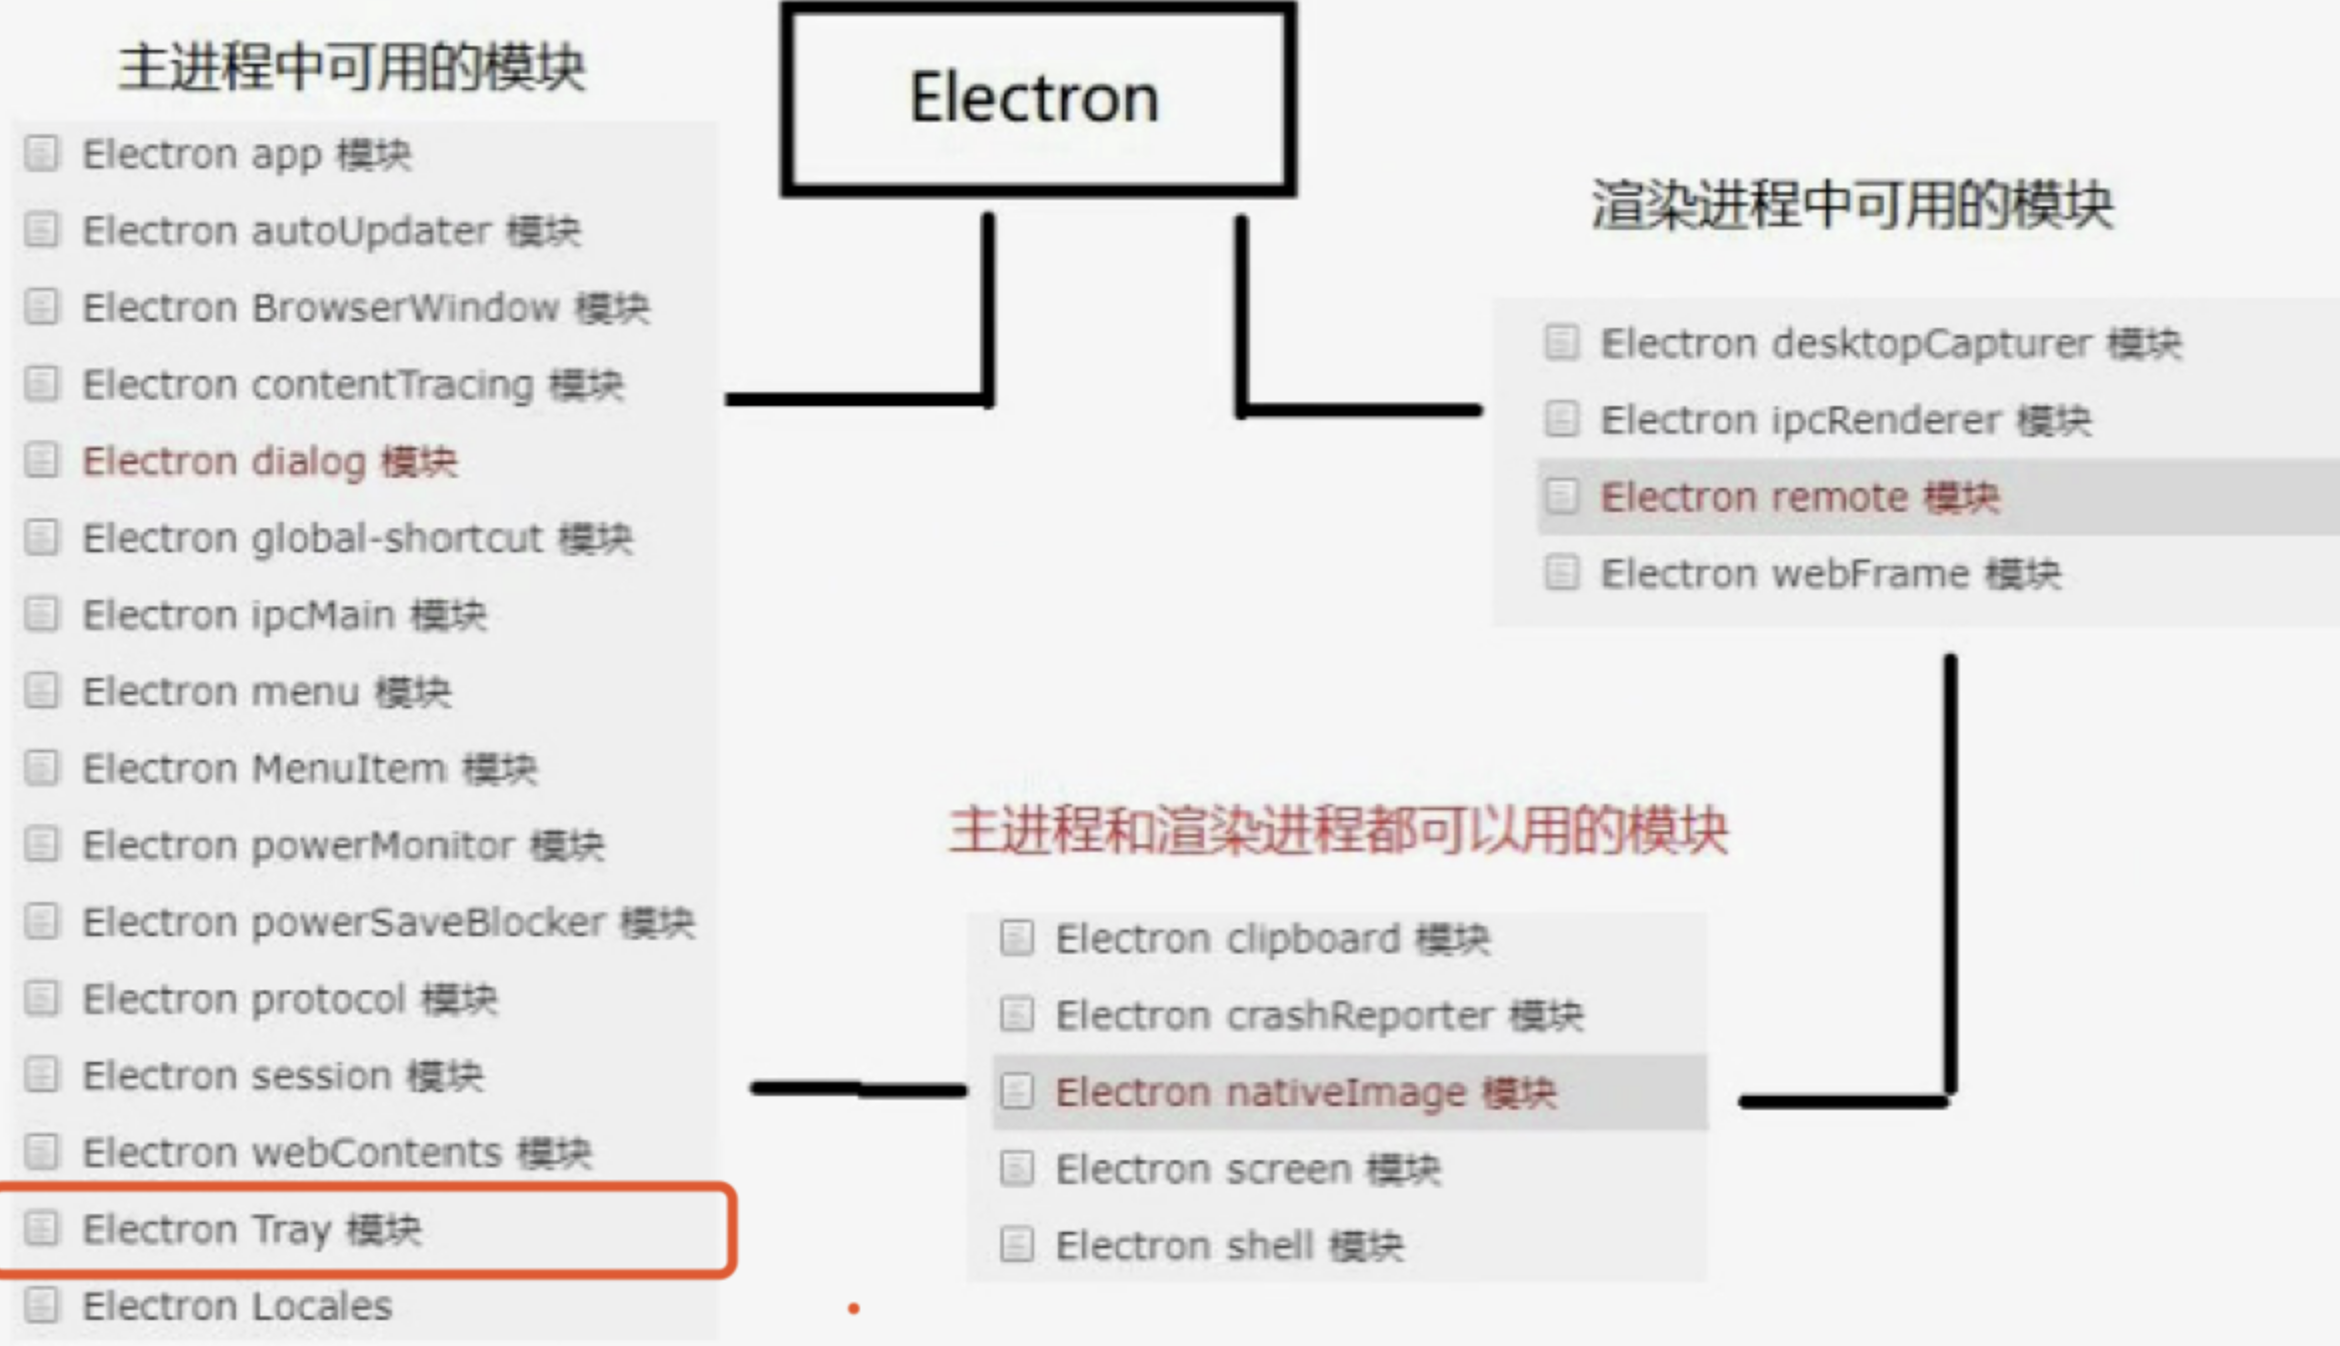 Electron
主进程中可用的模块
Electron app 模块
Electron autoUpdater 模块
Electron BrowserWindow 模块
Electron contentTracing 模块
Electron dialog 模块
Electron global-shortcut 模块
Electron ipcMain 模块
Electron menu 模块
Electron MenuItem 模块
Electron powerMonitor 模块
Electron powerSaveBlocker 模块
Electron protocol 模块
Electron session 模块
Electron webContents 模块
Electron Tray 模块
Electron Locales
渲染进程中可用的模块
Electron desktopCapturer 模块
Electron ipcRenderer 模块
Electron remote 模块
Electron webFrame 模块
主进程和渲染进程都可以用的模块
Electron clipboard 模块
Electron crashReporter 模块
Electron nativeImage 模块
Electron screen 模块
Electron shell 模块